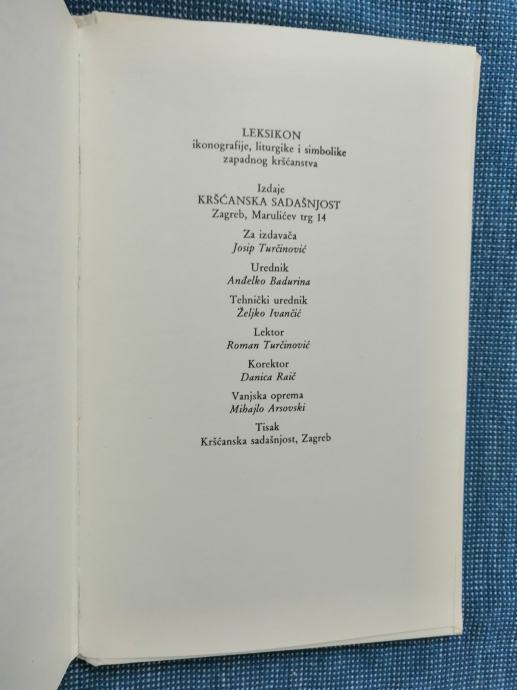 LEKSIKON
ikonografije, liturgike i simbolike
zapadnog kršćanstva
Izdaje
KRŠĆANSKA SADAŠNJOST
Zagreb, Marulićev trg 14
Za izdavača
Josip Turčinović
Urednik
Anđelko Badurina
Tehnički urednik
Željko Ivančić
Lektor
Roman Turčinović
Korektor
Danica Raič
Vanjska oprema
Mihajlo Arsovski
Tisak
Kršćanska sadašnjost, Zagreb